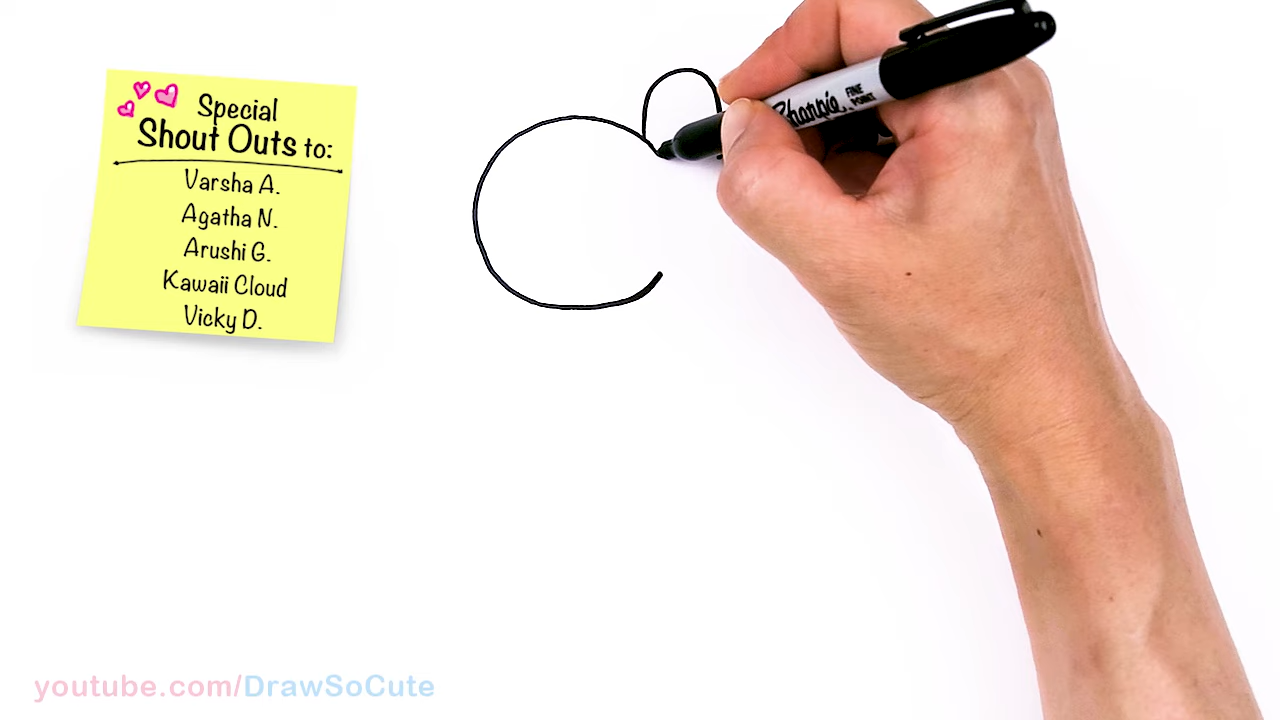 Special
Shout Outs to:
Varsha A.
Agatha N.
Arushi G.
Kawaii Cloud
Vicky D.
Sharpie
FINE
POINT
youtube.com/DrawSoCute